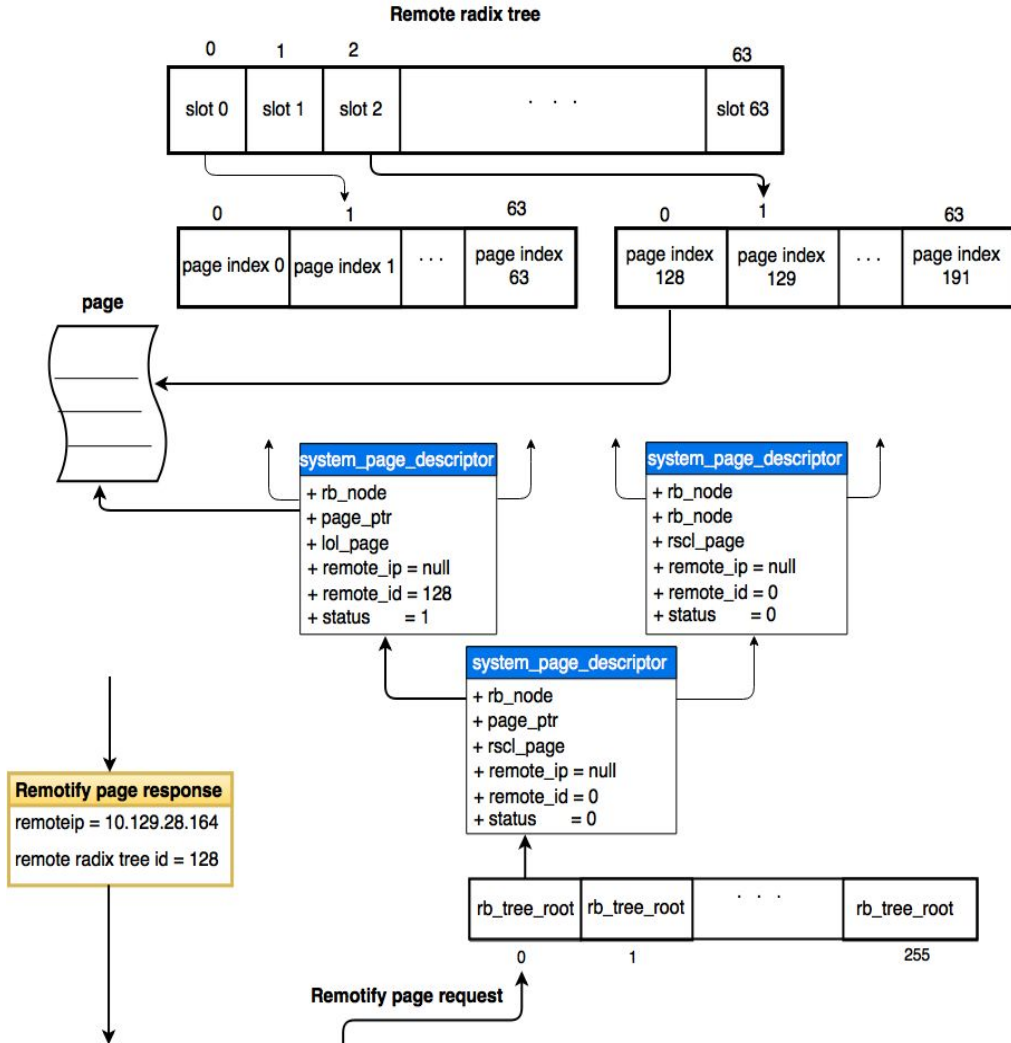 Remote radix tree
0 1 2 63
slot 0 slot 1 slot 2 . . . slot 63
0 1 63
page index 0 page index 1 . . . page index
63
0 1 63
page index
128
page index
129
. . .
page index
191
page
system_page_descriptor
+ rb_node
+ page_ptr
+ lol_page
+ remote_ip = null
+ remote_id = 128
+ status = 1
system_page_descriptor
+ rb_node
+ rb_node
+ rscl_page
+ remote_ip = null
+ remote_id = 0
+ status = 0
system_page_descriptor
+ rb_node
+ page_ptr
+ rscl_page
+ remote_ip = null
+ remote_id = 0
+ status = 0
Remotify page response
remoteip = 10.129.28.164
remote radix tree id = 128
rb_tree_root rb_tree_root . . . rb_tree_root
0 1 255
Remotify page request